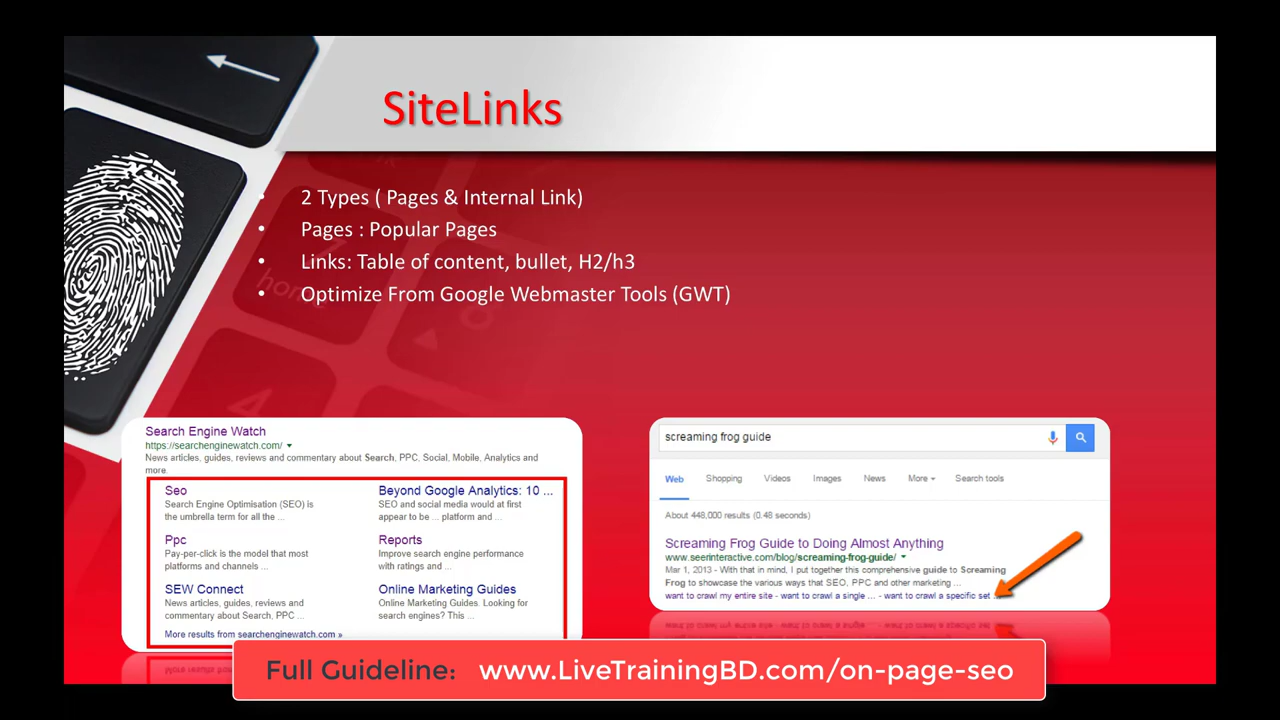 SiteLinks
• 2 Types ( Pages & Internal Link)
• Pages : Popular Pages
• Links: Table of content, bullet, H2/h3
• Optimize From Google Webmaster Tools (GWT)
Search Engine Watch
https://searchenginewatch.com/
News articles, guides, reviews and commentary about Search, PPC, Social, Mobile, Analytics and
more.
Seo
Search Engine Optimisation (SEO) is
the umbrella term for all the ...
Ppc
Pay-per-click is the model that most
platforms and channels ...
SEW Connect
News articles, guides, reviews and
commentary about Search, PPC ...
More results from searchenginewatch.com »
Beyond Google Analytics: 10 ...
SEO and social media would at first
appear to be ... platform and ...
Reports
Improve search engine performance
with ratings and ...
Online Marketing Guides
Online Marketing Guides. Looking for
search engines? This ...
screaming frog guide
Web Shopping Videos Images News More Search tools
About 448,000 results (0.48 seconds)
Screaming Frog Guide to Doing Almost Anything
www.seerinteractive.com/blog/screaming-frog-guide/
Mar 1, 2013 - With that in mind, I put together this comprehensive guide to Screaming
Frog to showcase the various ways that SEO, PPC and other marketing ...
want to crawl my entire site - want to crawl a single ... - want to crawl a specific set ...
Full Guideline: www.LiveTrainingBD.com/on-page-seo